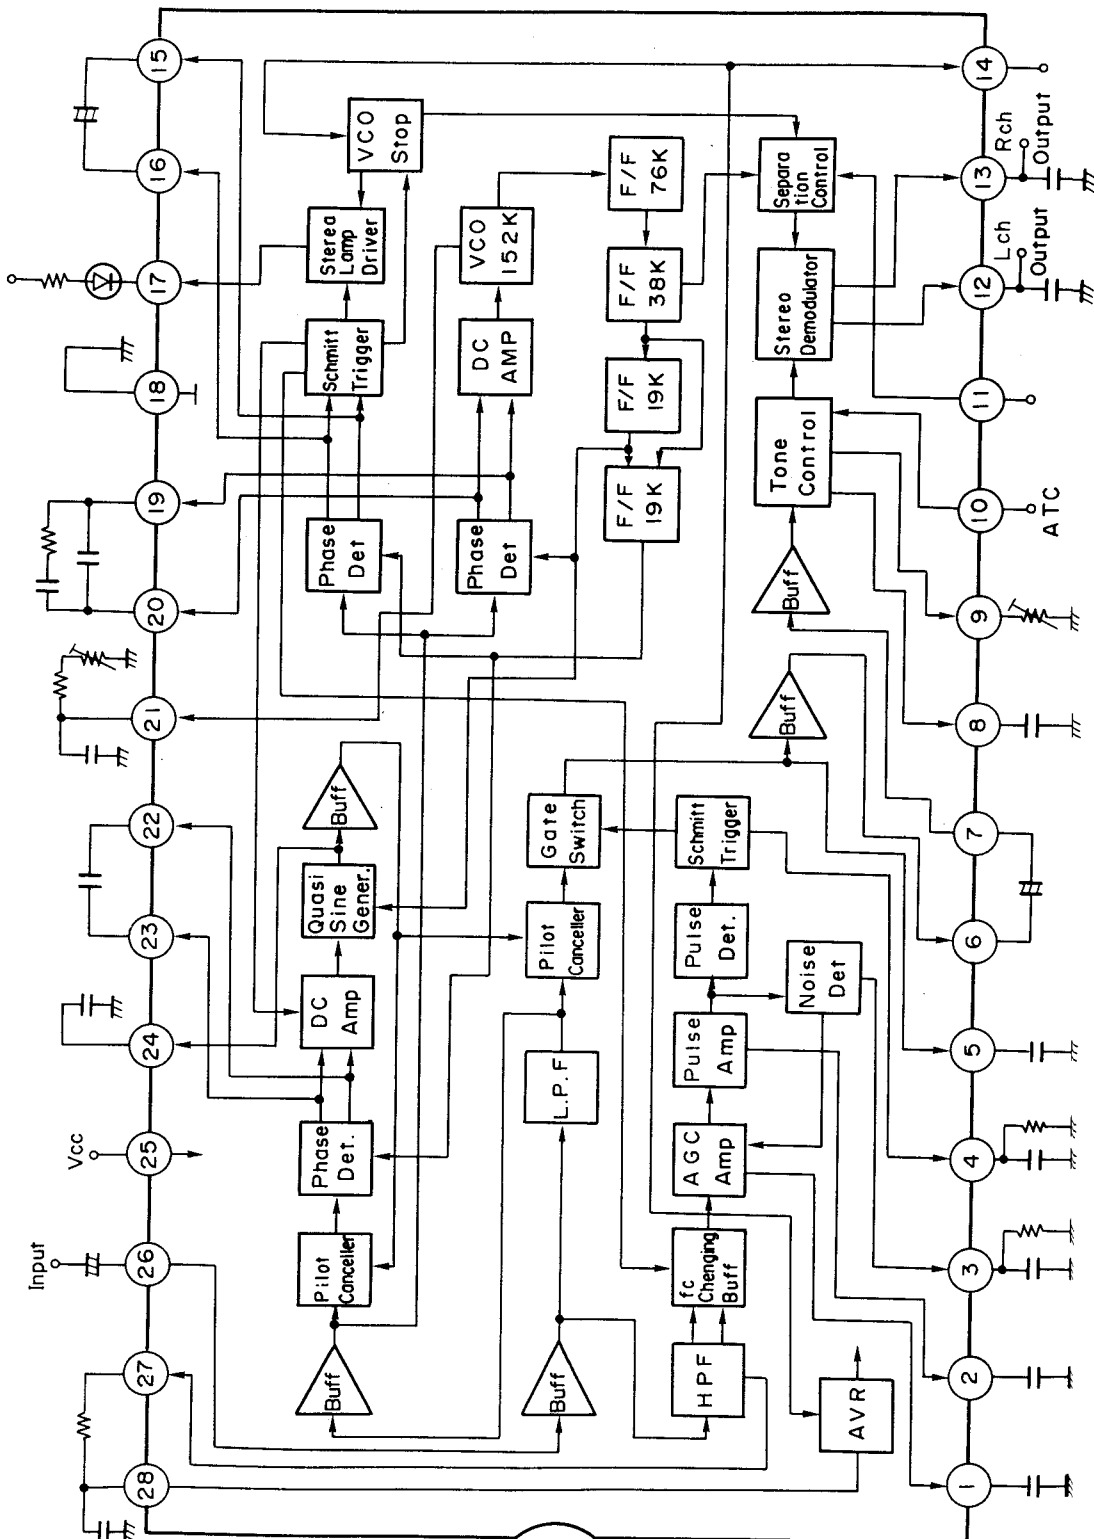 15
16
17
18
19
20
21
22
23
24
25
Vcc
26
Input
27
28
VCO
Stop
Sterea
Lamp
Driver
Schmitt
Trigger
Phase
Det
VCO
152K
DC
AMP
Phase
Det
F/F
76K
F/F
38K
F/F
19K
F/F
19K
Separa
tion
Control
Stereo
Demodulator
Tone
Control
Buff
Buff
Buff
Quasi
Sine
Gener.
DC
Amp
Phase
Det.
Pilot
Canceller
Buff
Gate
Switch
Pilot
Canceller
L.P.F
Buff
Schmitt
Trigger
Pulse
Det.
Noise
Det
Pulse
Amp
AGC
Amp
fc
Chenging
Buff
HPF
AVR
14
13
Rch
Output
12
Lch
Output
11
10
ATC
9
8
7
6
5
4
3
2
1